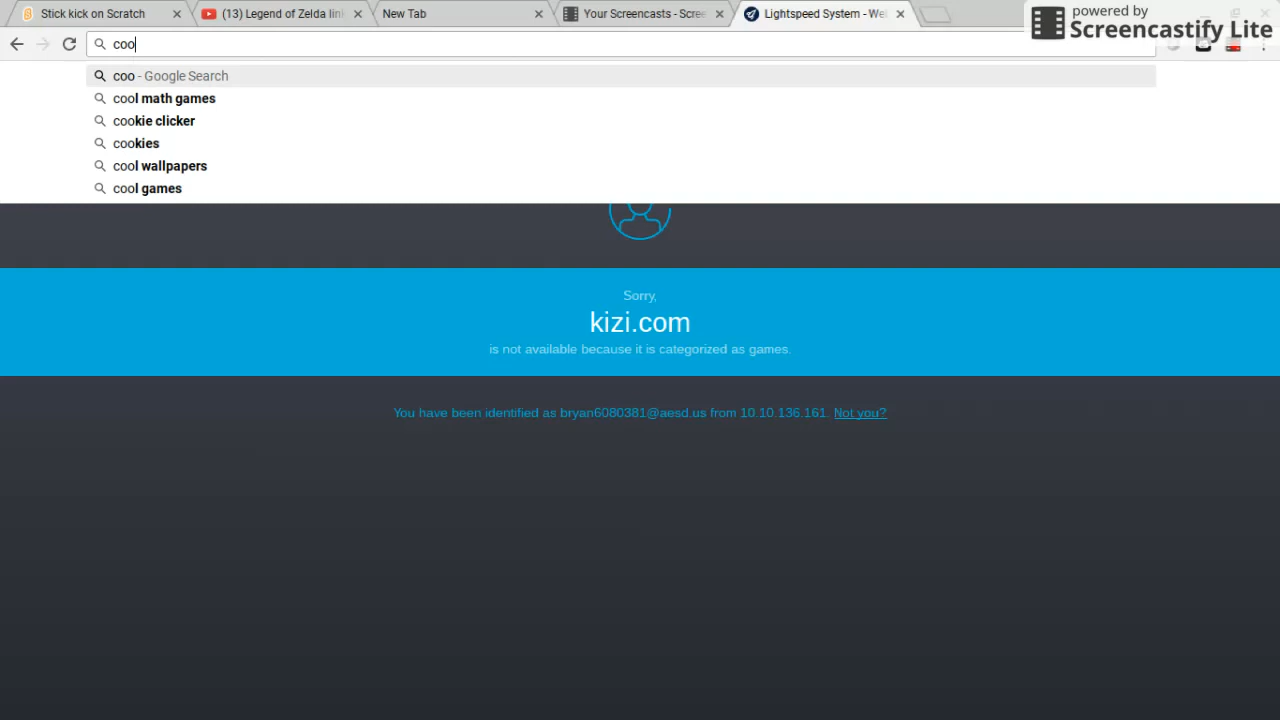 Stick kick on Scratch
(13) Legend of Zelda lin
New Tab
Your Screencasts - Scree
Lightspeed System - We
powered by
Screencastify Lite
coo
coo - Google Search
cool math games
cookie clicker
cookies
cool wallpapers
cool games
Sorry,
kizi.com
is not available because it is categorized as games.
You have been identified as bryan6080381@aesd.us from 10.10.136.161. Not you?